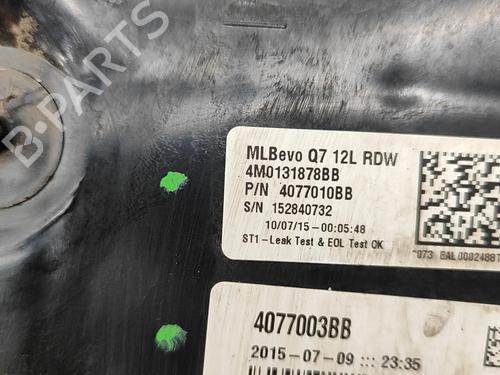 B-PARTS
MLBevo Q7 12L RDW
4M0131878BB
P/N 4077010BB
S/N 152840732
10/07/15-00:05:48
ST1-Leak Test & EOL Test OK
4077003BB
2015-07-09 ::: 23:35